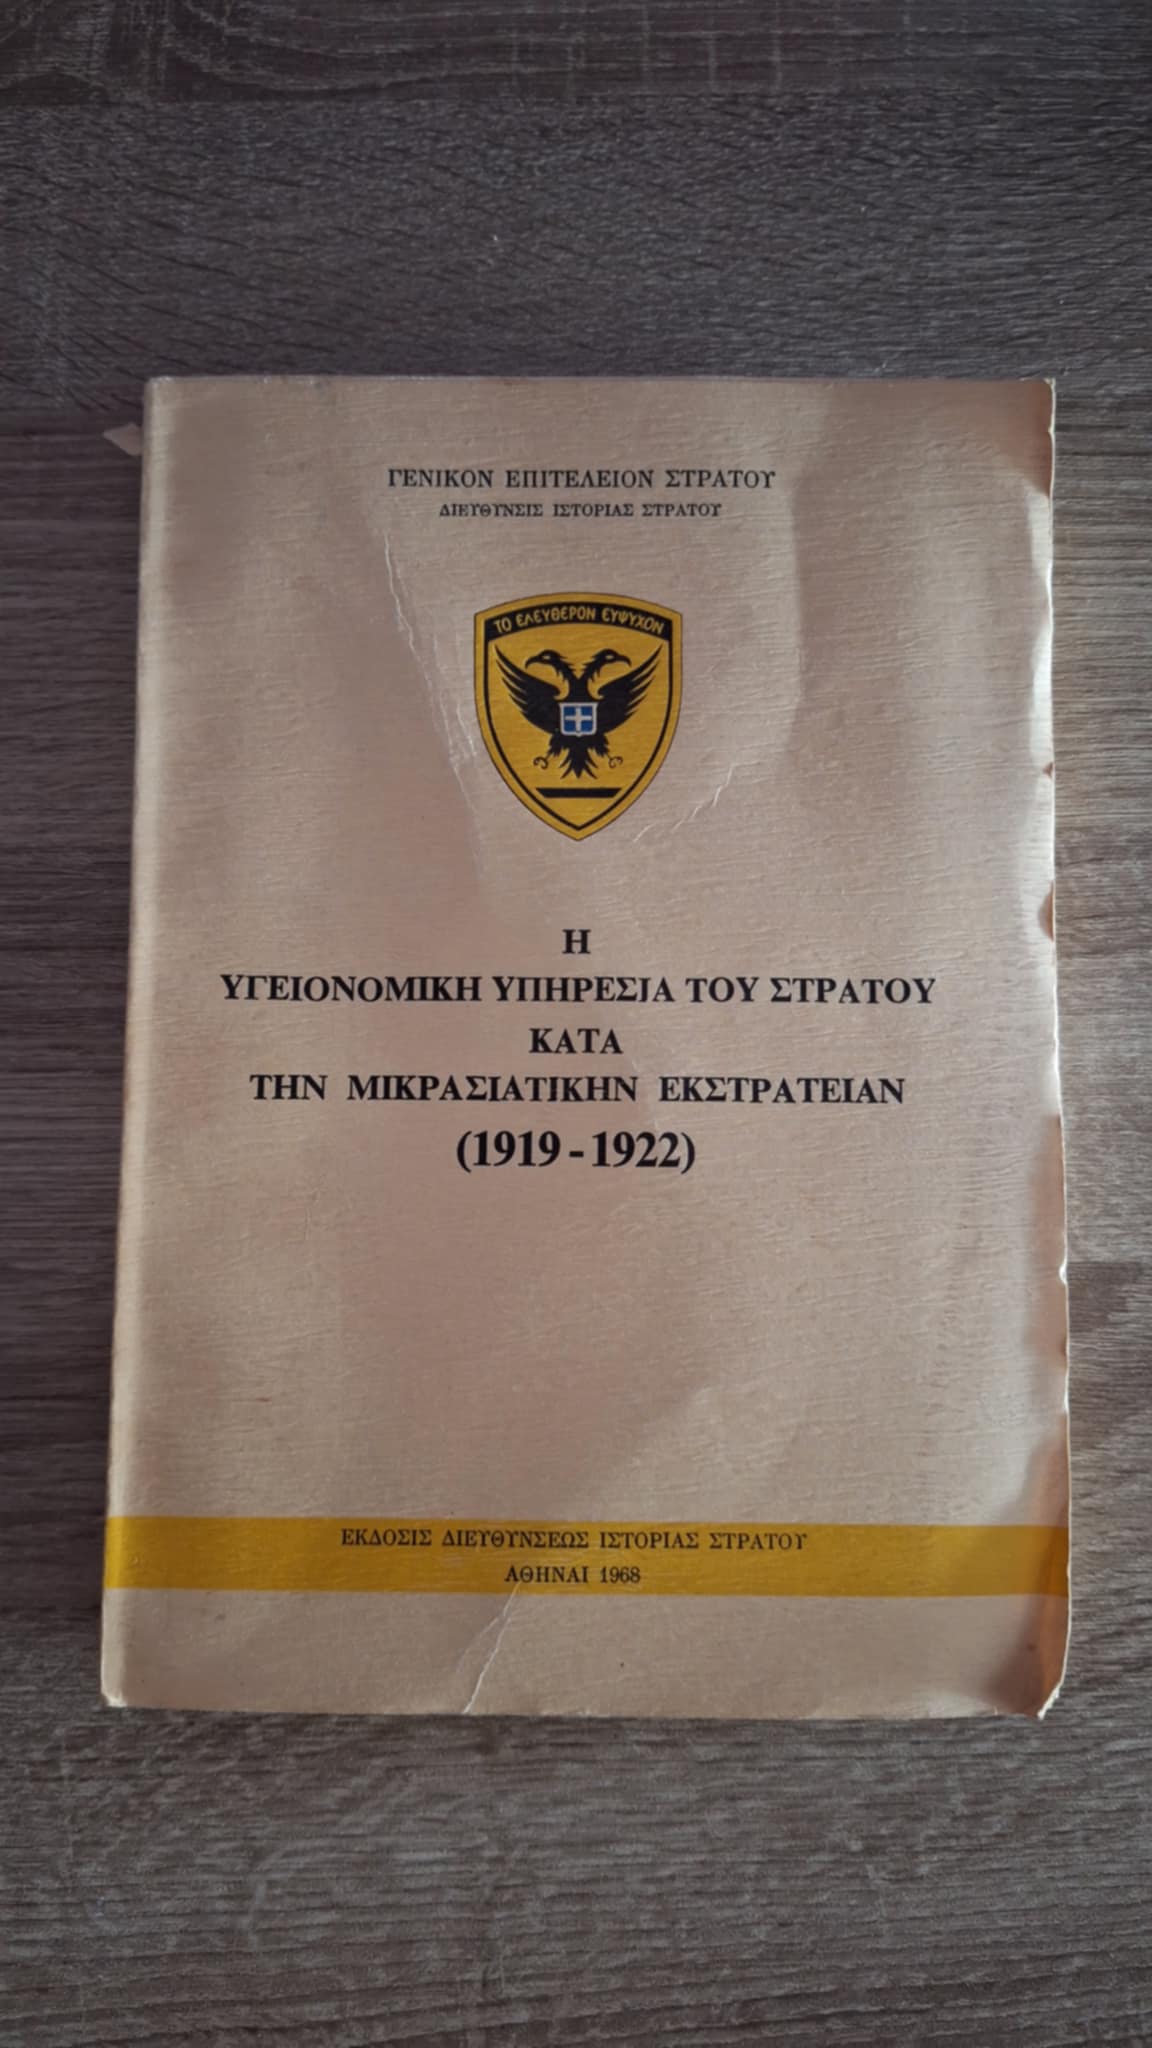 ΓΕΝΙΚΟΝ ΕΠΙΤΕΛΕΙΟΝ ΣΤΡΑΤΟΥ
ΔΙΕΥΘΥΝΣΙΣ ΙΣΤΟΡΙΑΣ ΣΤΡΑΤΟΥ
ΤΟ ΕΛΕΥΘΕΡΟΝ ΕΥΨΥΧΟΝ
Η
ΥΓΕΙΟΝΟΜΙΚΗ ΥΠΗΡΕΣΙΑ ΤΟΥ ΣΤΡΑΤΟΥ
ΚΑΤΑ
ΤΗΝ ΜΙΚΡΑΣΙΑΤΙΚΗΝ ΕΚΣΤΡΑΤΕΙΑΝ
(1919 - 1922)
ΕΚΔΟΣΙΣ ΔΙΕΥΘΥΝΣΕΩΣ ΙΣΤΟΡΙΑΣ ΣΤΡΑΤΟΥ
ΑΘΗΝΑΙ 1968